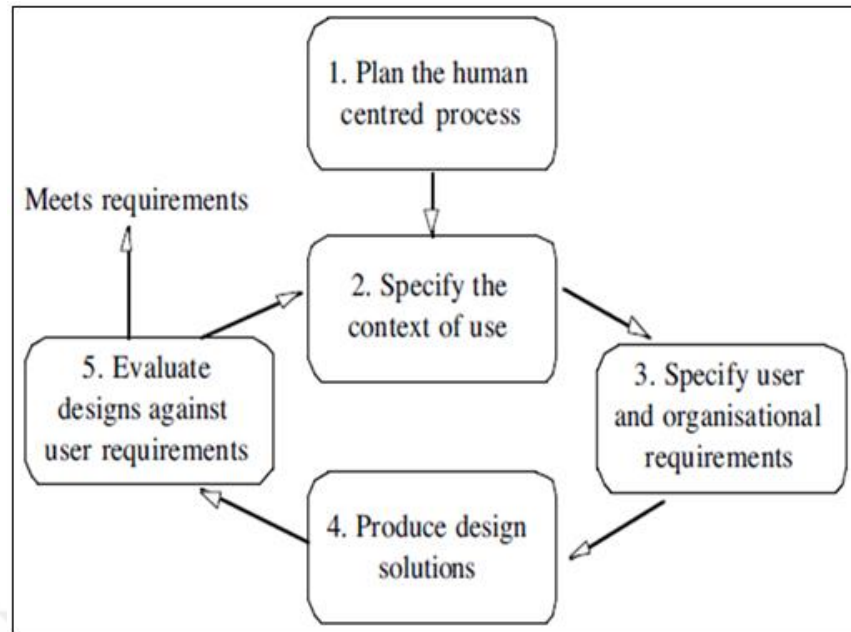 1. Plan the human
centred process
Meets requirements
2. Specify the
context of use
5. Evaluate
designs against
user requirements
3. Specify user
and organisational
requirements
4. Produce design
solutions